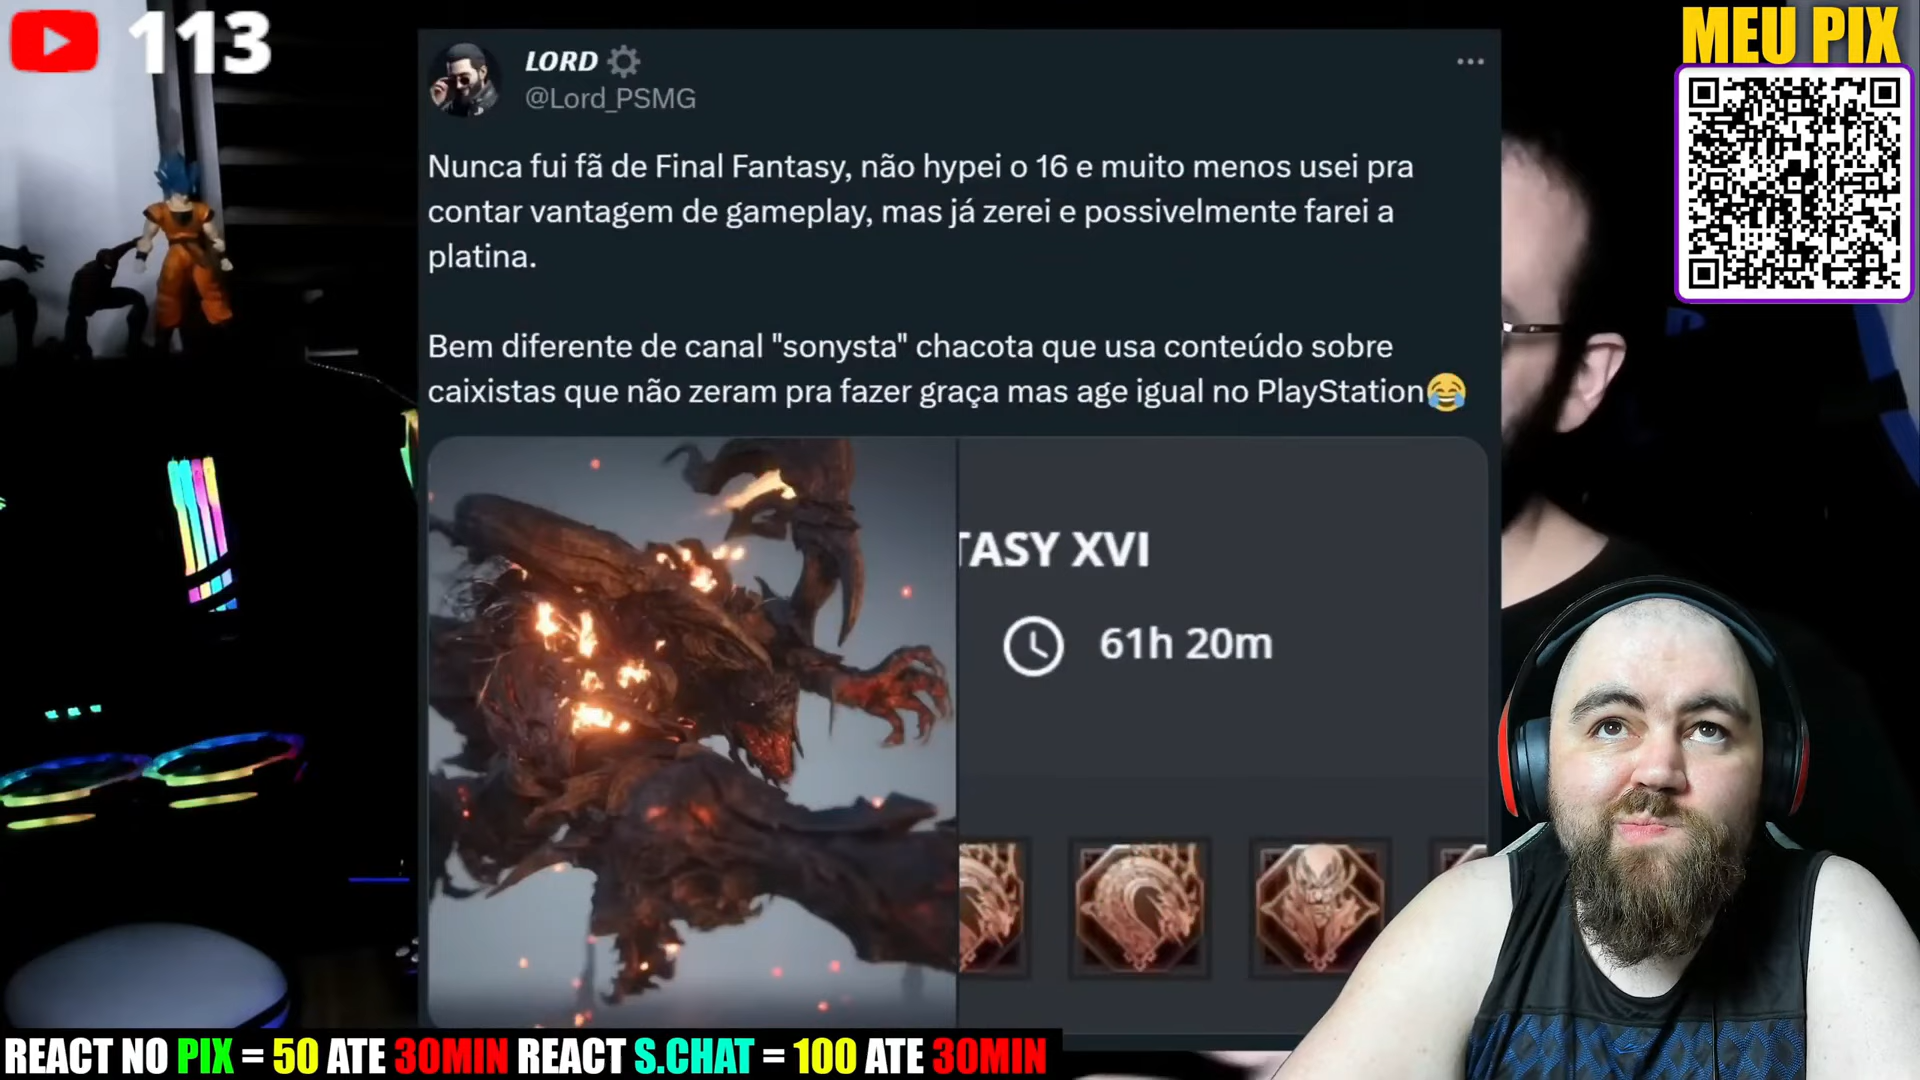 113
MEU PIX
LORD
@Lord_PSMG
Nunca fui fã de Final Fantasy, não hypei o 16 e muito menos usei pra
contar vantagem de gameplay, mas já zerei e possivelmente farei a
platina.
Bem diferente de canal "sonysta" chacota que usa conteúdo sobre
caixistas que não zeram pra fazer graça mas age igual no PlayStation😂
TASY XVI
61h 20m
REACT NO PIX = 50 ATE 30MIN REACT S.CHAT = 100 ATE 30MIN